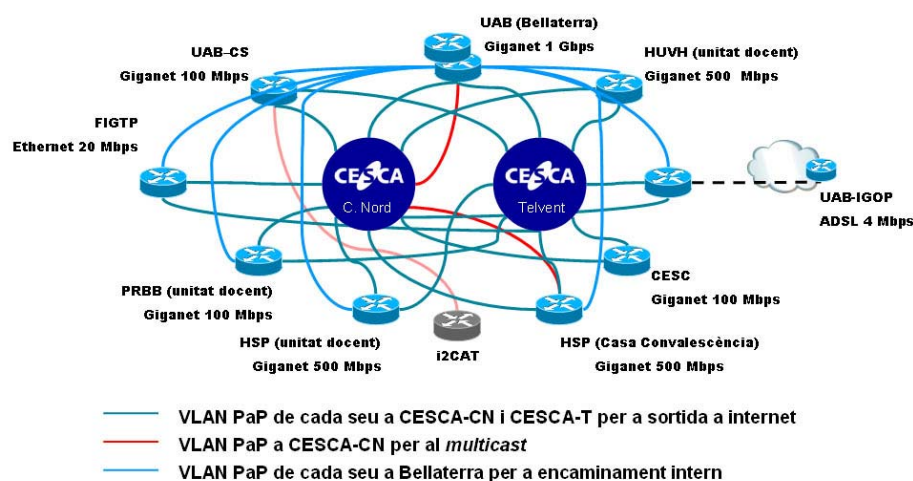 UAB (Bellaterra)
Giganet 1 Gbps
UAB-CS
Giganet 100 Mbps
HUVH (unitat docent)
Giganet 500 Mbps
FIGTP
Ethernet 20 Mbps
CESCA
C. Nord
CESCA
Telvent
UAB-IGOP
ADSL 4 Mbps
PRBB (unitat docent)
Giganet 100 Mbps
CESC
Giganet 100 Mbps
HSP (unitat docent)
Giganet 500 Mbps
i2CAT
HSP (Casa Convalescència)
Giganet 500 Mbps
VLAN PaP de cada seu a CESCA-CN i CESCA-T per a sortida a internet
VLAN PaP a CESCA-CN per al multicast
VLAN PaP de cada seu a Bellaterra per a encaminament intern